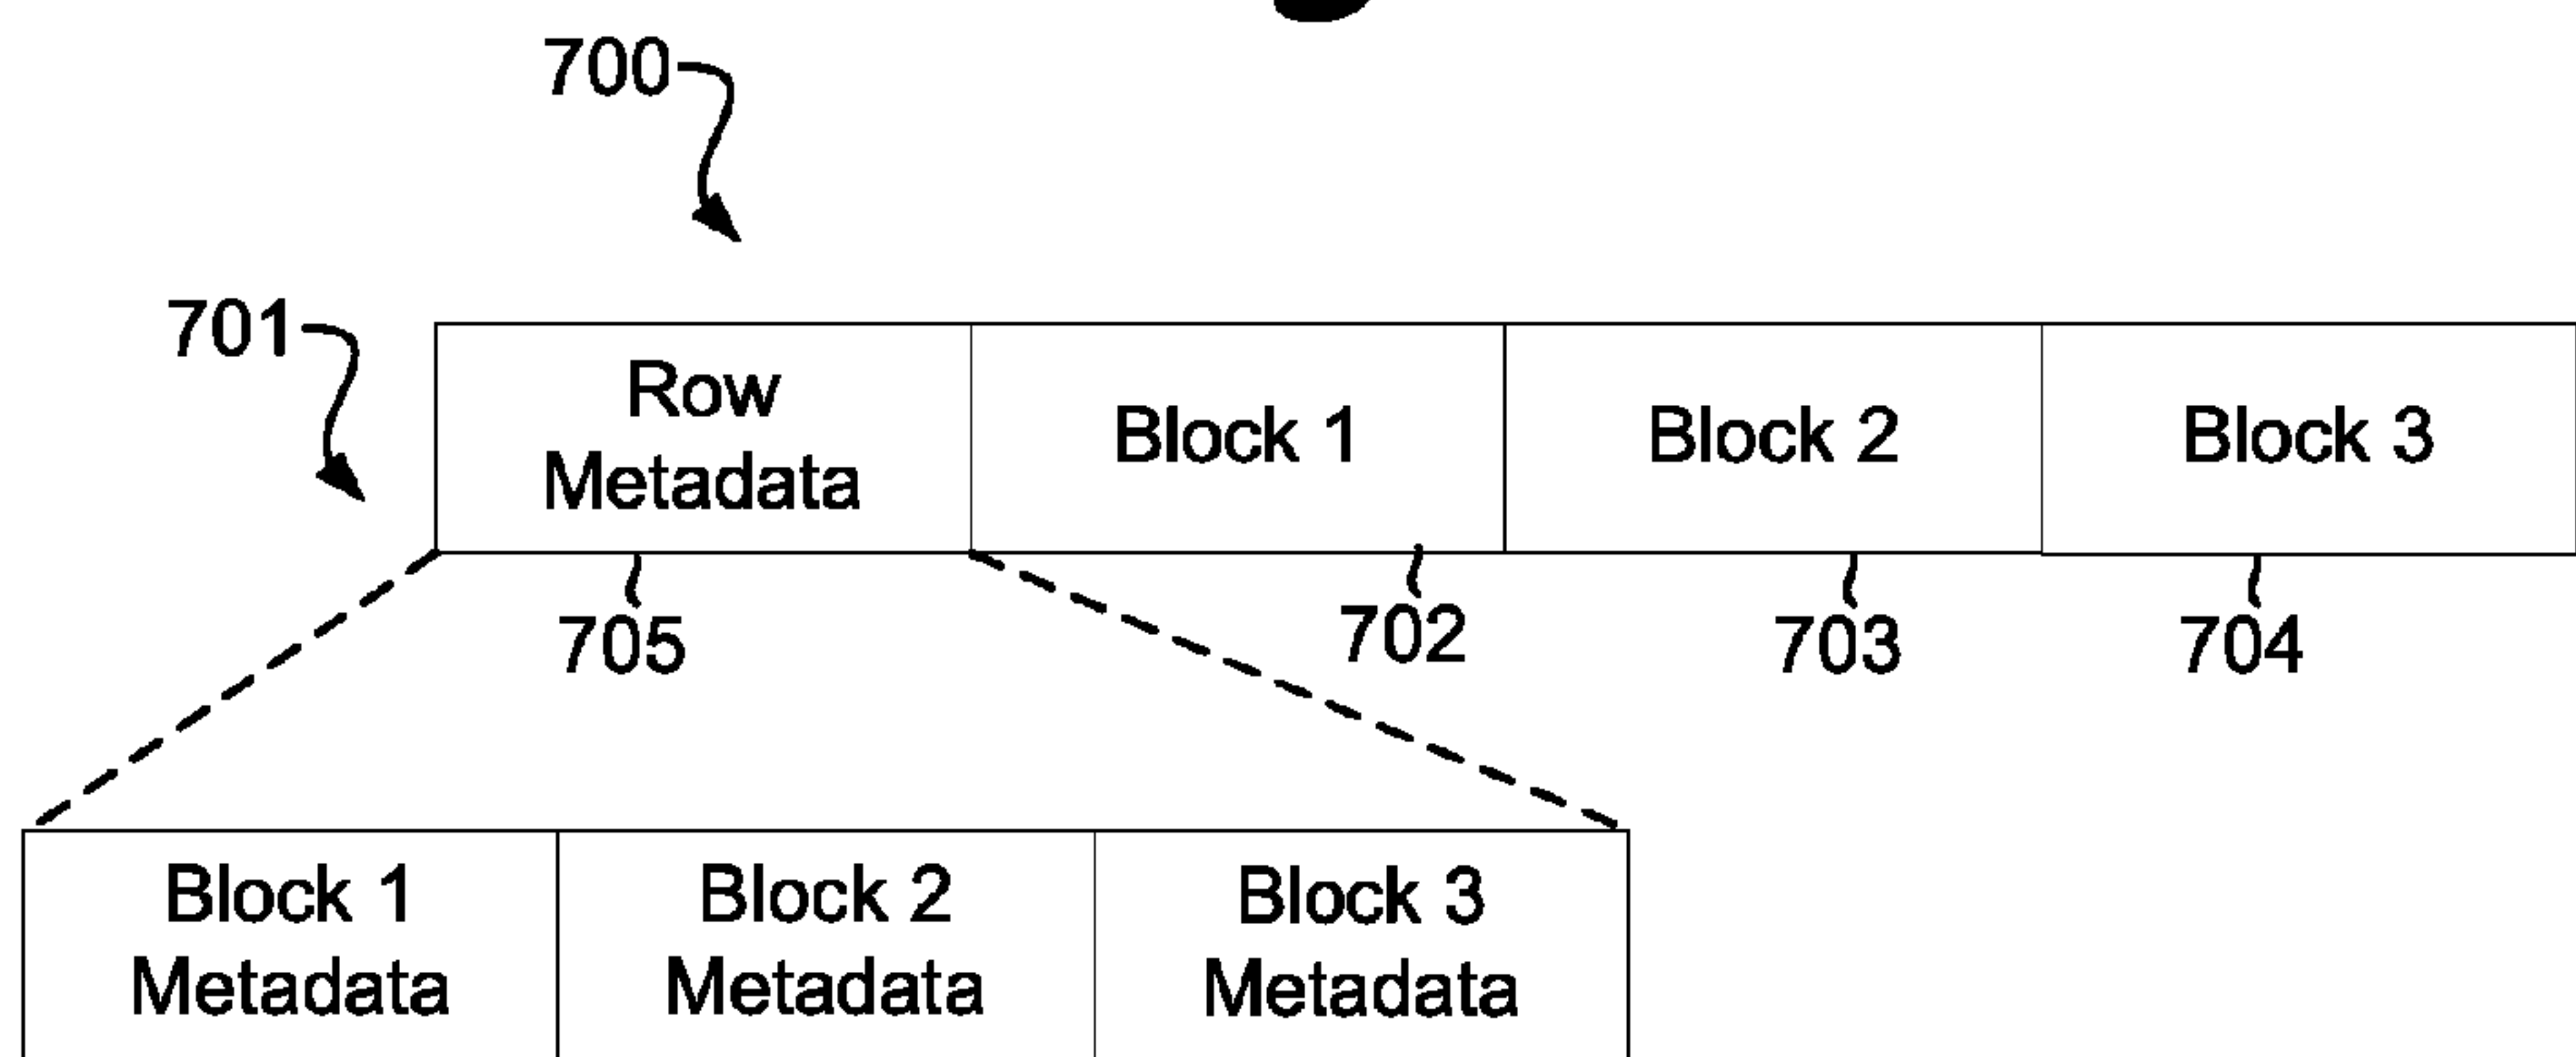 700
701
Row
Metadata
Block 1
Block 2
Block 3
705
702
703
704
Block 1
Metadata
Block 2
Metadata
Block 3
Metadata